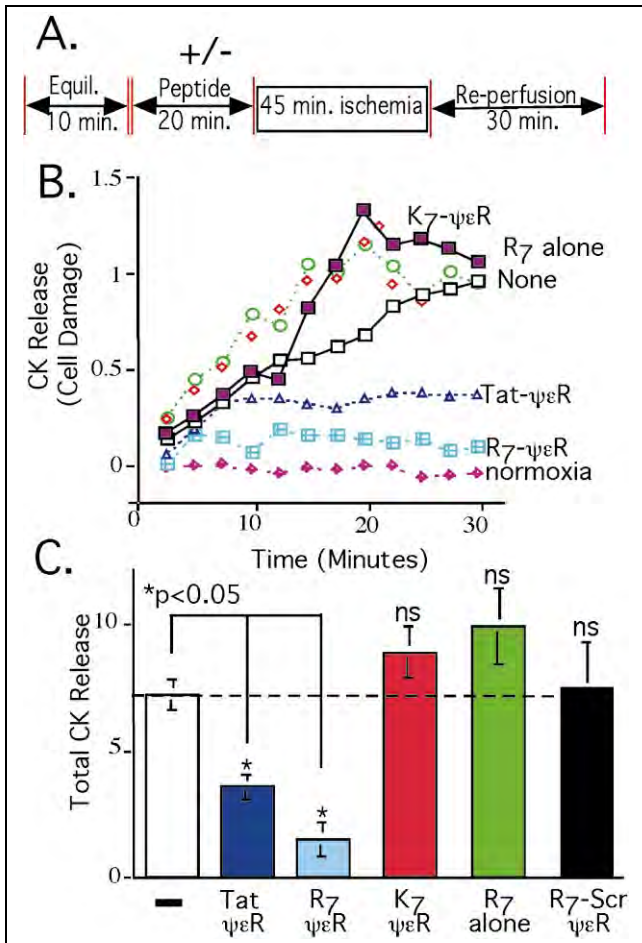 A.
+/-
Equil.
10 min.
Peptide
20 min.
45 min. ischemia
Re-perfusion
30 min.
B.
1.5
1
0.5
0
CK Release
(Cell Damage)
K7-ψεR
R7 alone
None
Tat-ψεR
R7-ψεR
normoxia
0 10 20 30
Time (Minutes)
C.
*p<0.05
10
5
0
Total CK Release
* * ns ns ns
– Tat R7 K7 R7 R7-Scr
ψεR ψεR ψεR alone ψεR